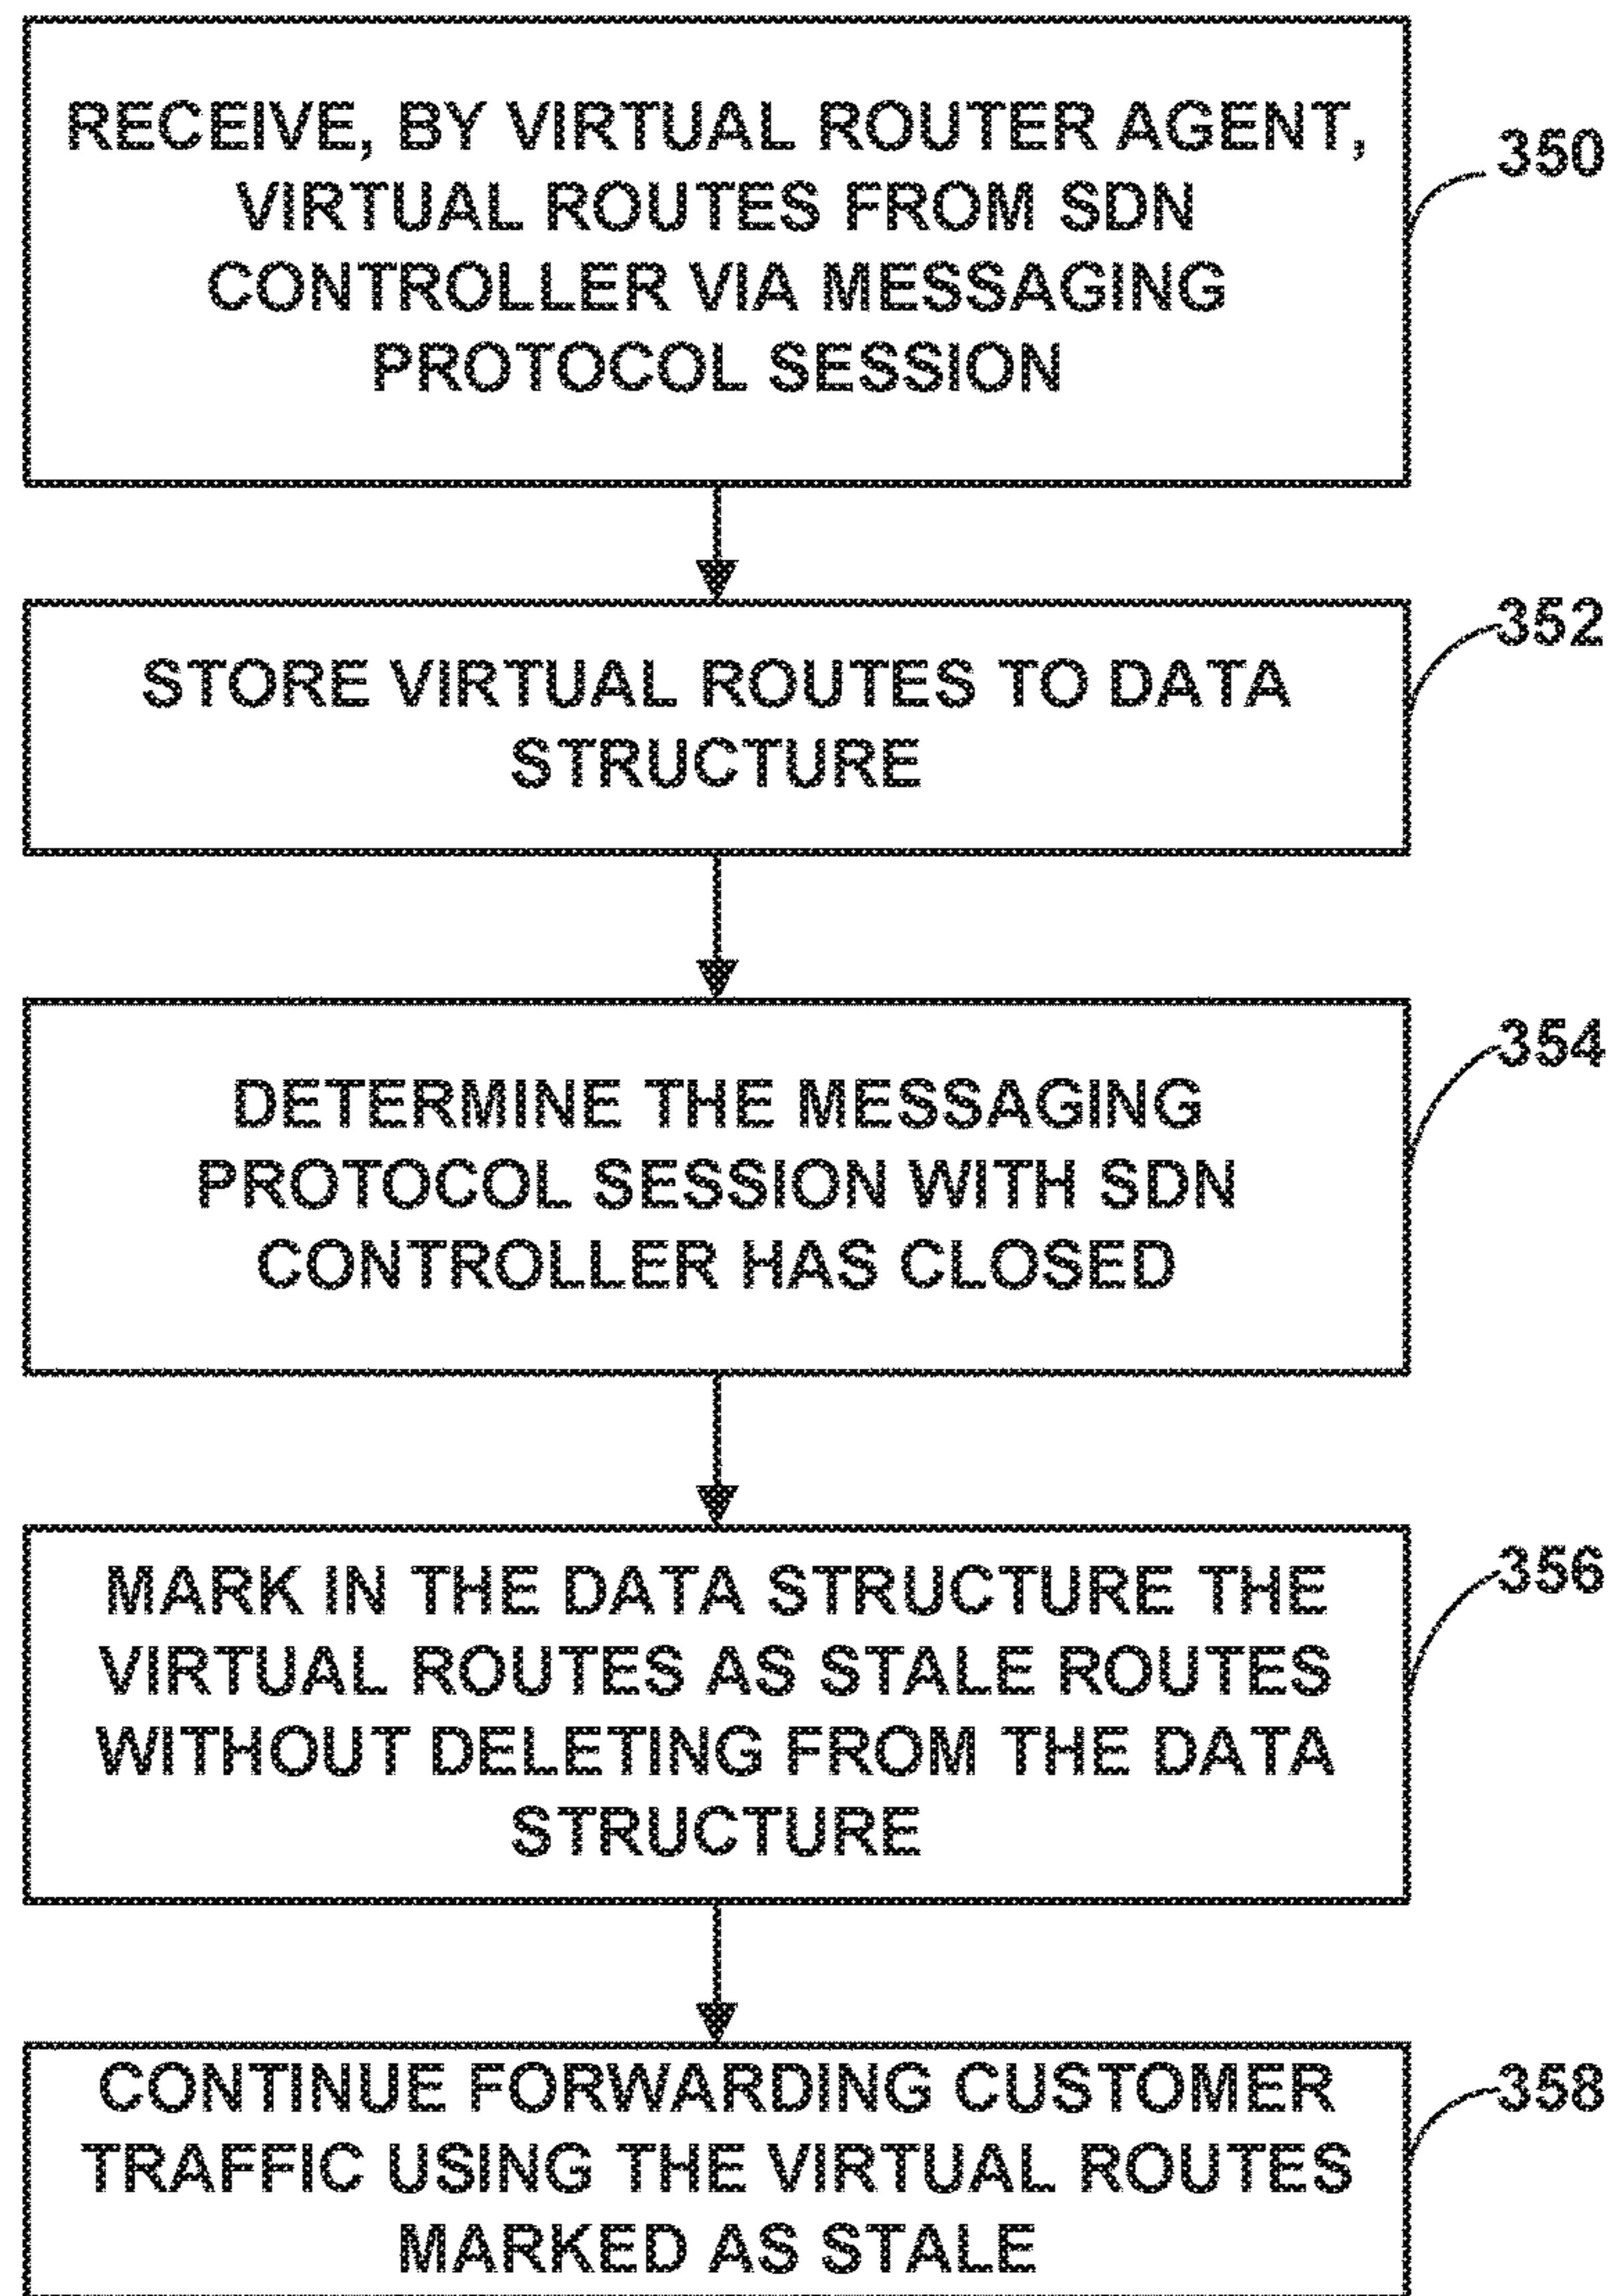 RECEIVE, BY VIRTUAL ROUTER AGENT,
VIRTUAL ROUTES FROM SDN
CONTROLLER VIA MESSAGING
PROTOCOL SESSION
350
STORE VIRTUAL ROUTES TO DATA
STRUCTURE
352
DETERMINE THE MESSAGING
PROTOCOL SESSION WITH SDN
CONTROLLER HAS CLOSED
354
MARK IN THE DATA STRUCTURE THE
VIRTUAL ROUTES AS STALE ROUTES
WITHOUT DELETING FROM THE DATA
STRUCTURE
356
CONTINUE FORWARDING CUSTOMER
TRAFFIC USING THE VIRTUAL ROUTES
MARKED AS STALE
358